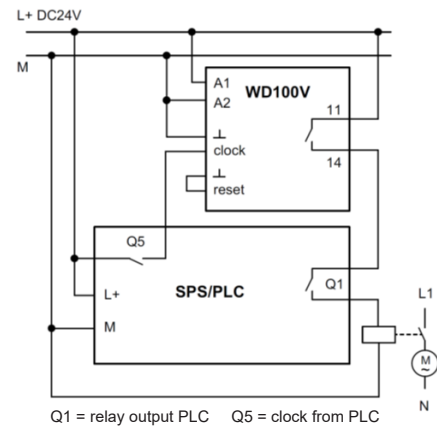 L+ DC24V
M
A1
WD100V
A2
11
⊥
clock
14
⊥
reset
Q5
SPS/PLC
L+
Q1
M
L1
M
~
N
Q1 = relay output PLC Q5 = clock from PLC